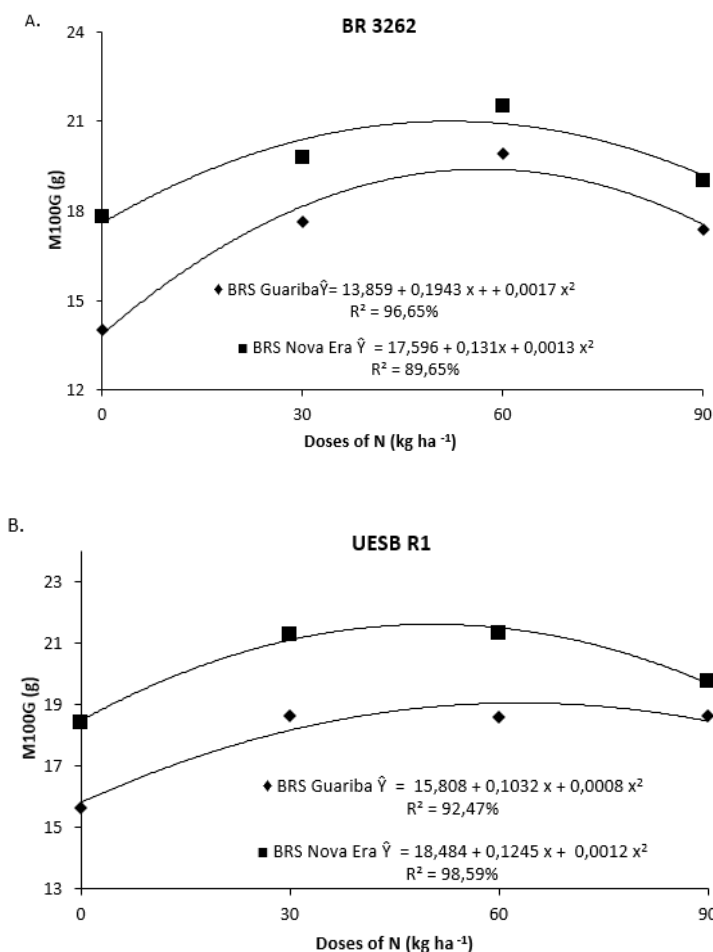 A.
BR 3262
24
21
18
15
12
M100G (g)
◆ BRS GuaribaŶ= 13,859 + 0,1943 x + + 0,0017 x²
R² = 96,65%
■ BRS Nova Era Ŷ = 17,596 + 0,131x + 0,0013 x²
R² = 89,65%
0 30 60 90
Doses of N (kg ha ⁻¹)
B.
UESB R1
23
21
19
17
15
13
M100G (g)
◆ BRS Guariba Ŷ = 15,808 + 0,1032 x + 0,0008 x²
R² = 92,47%
■ BRS Nova Era Ŷ = 18,484 + 0,1245 x + 0,0012 x²
R² = 98,59%
0 30 60 90
Doses of N (kg ha ⁻¹)